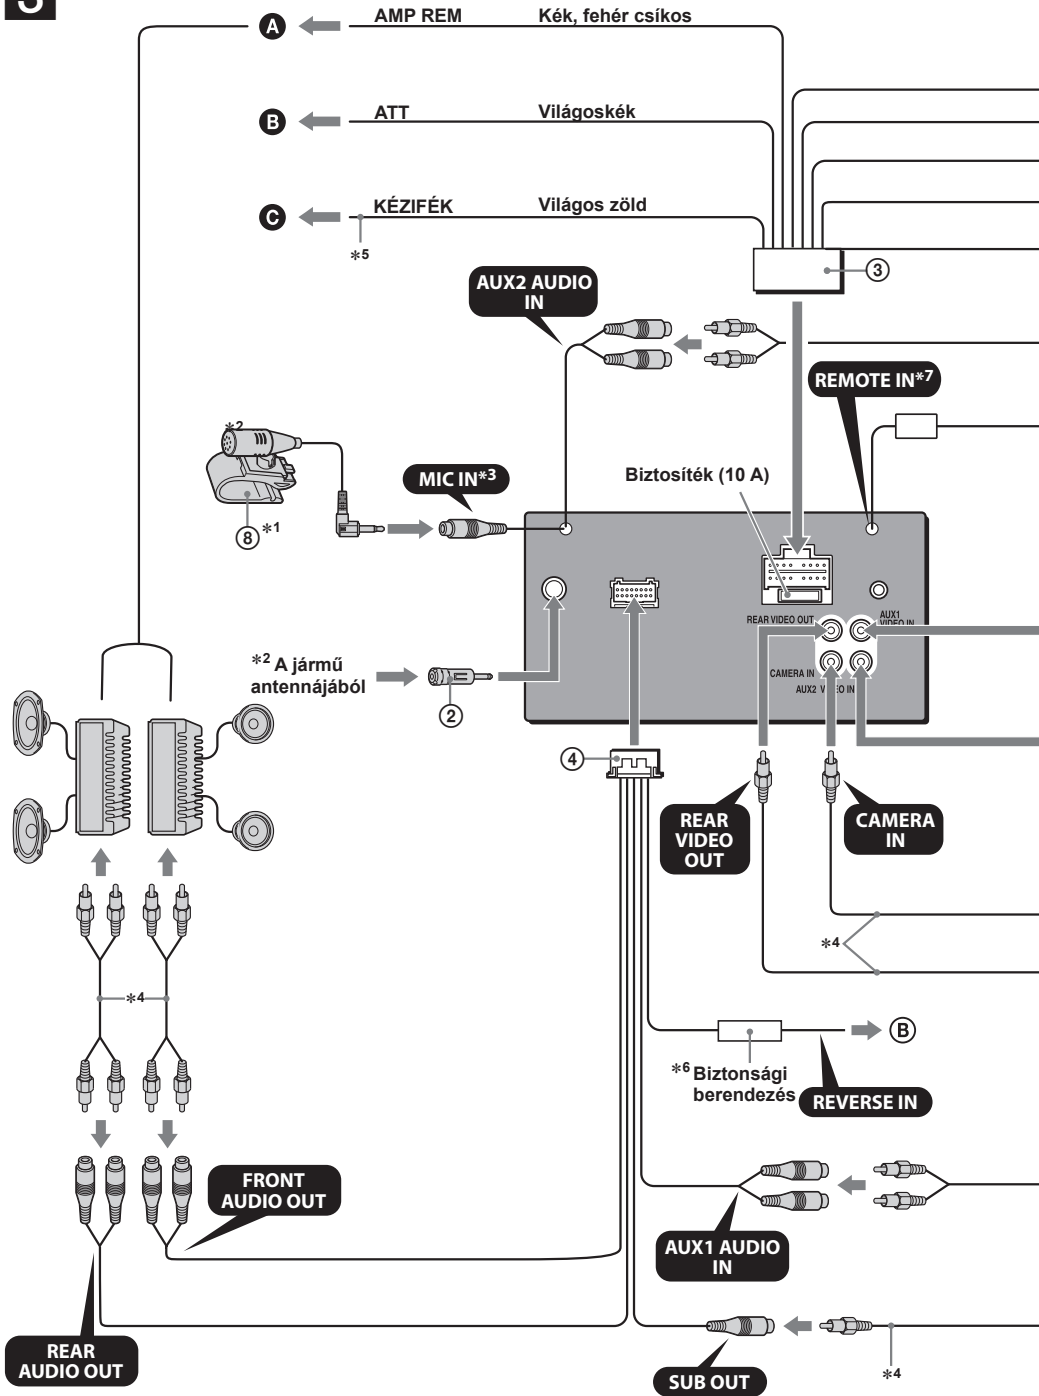 3
A AMP REM Kék, fehér csíkos
B ATT Világoskék
C KÉZIFÉK Világos zöld
*5
3
AUX2 AUDIO
IN
REMOTE IN*7
*2
MIC IN*3
Biztosíték (10 A)
8 *1
REAR VIDEO OUT
AUX1
VIDEO IN
CAMERA IN
AUX2 VIDEO IN
*2 A jármű
antennájából
2
4
REAR
VIDEO
OUT
CAMERA
IN
*4
*4
B
*6 Biztonsági
berendezés
REVERSE IN
FRONT
AUDIO OUT
AUX1 AUDIO
IN
REAR
AUDIO OUT
SUB OUT
*4